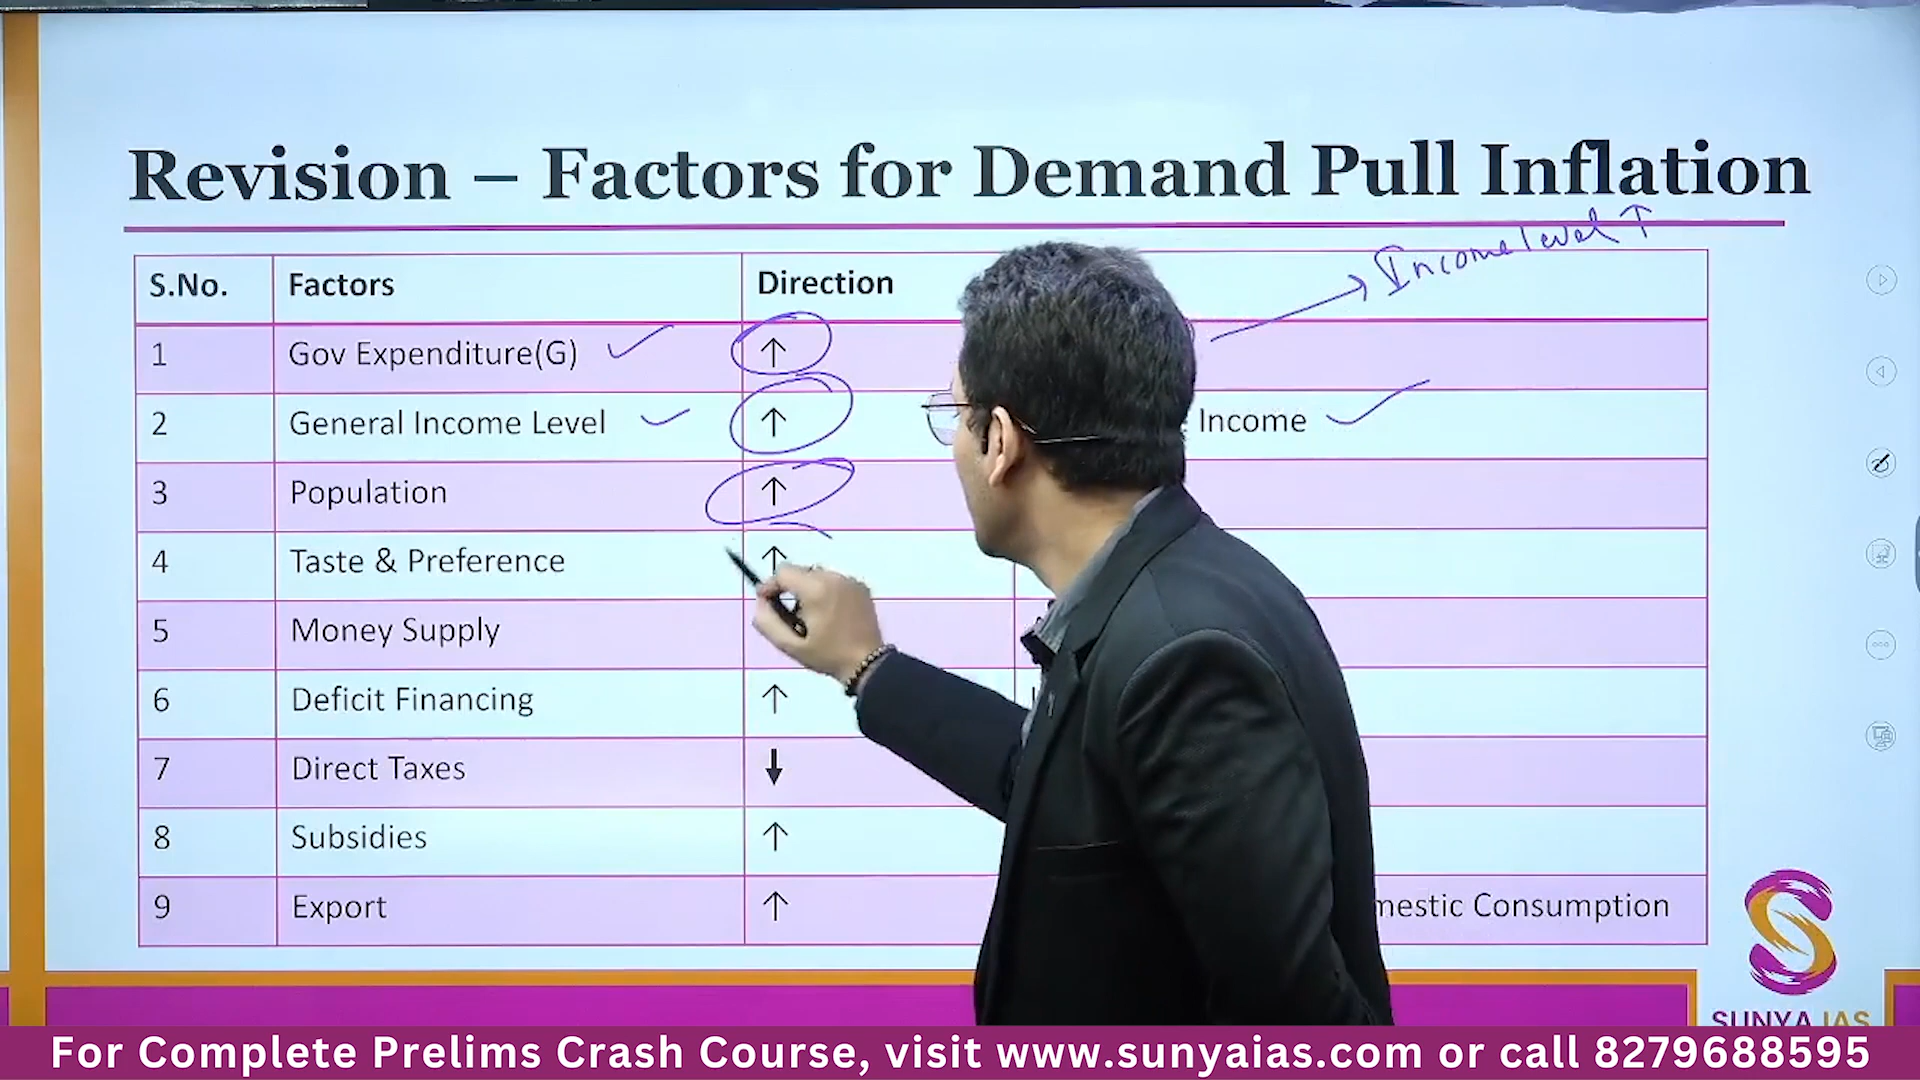 Revision – Factors for Demand Pull Inflation
Income level ↑
S.No. Factors Direction
1 Gov Expenditure(G) ↑
2 General Income Level ↑ Income
3 Population ↑
4 Taste & Preference ↑
5 Money Supply
6 Deficit Financing ↑
7 Direct Taxes ↓
8 Subsidies ↑
9 Export ↑ mestic Consumption
SUNYA IAS
For Complete Prelims Crash Course, visit www.sunyaias.com or call 8279688595